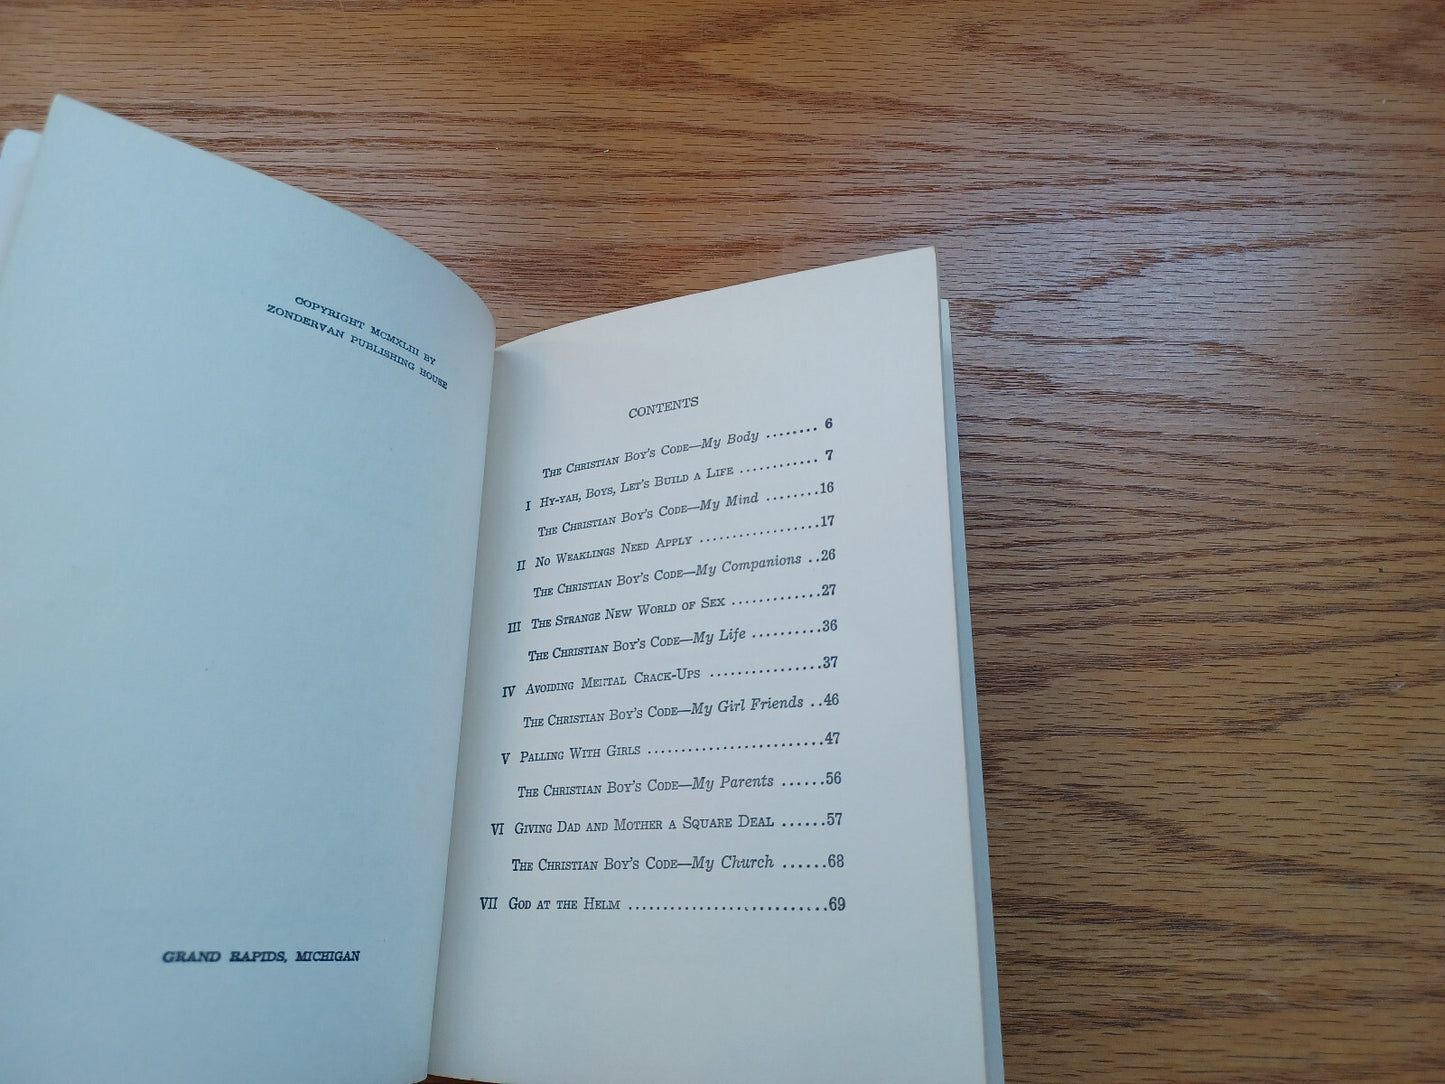 COPYRIGHT MCMXLIII BY
ZONDERVAN PUBLISHING HOUSE
GRAND RAPIDS, MICHIGAN
CONTENTS
The Christian Boy's Code—My Body ........ 6
I Hy-yah, Boys, Let's Build a Life ............ 7
The Christian Boy's Code—My Mind ........16
II No Weaklings Need Apply ..................17
The Christian Boy's Code—My Companions ..26
III The Strange New World of Sex .............27
The Christian Boy's Code—My Life ..........36
IV Avoiding Mental Crack-Ups .................37
The Christian Boy's Code—My Girl Friends ..46
V Palling With Girls ..........................47
The Christian Boy's Code—My Parents ......56
VI Giving Dad and Mother a Square Deal ......57
The Christian Boy's Code—My Church ......68
VII God at the Helm .............................69